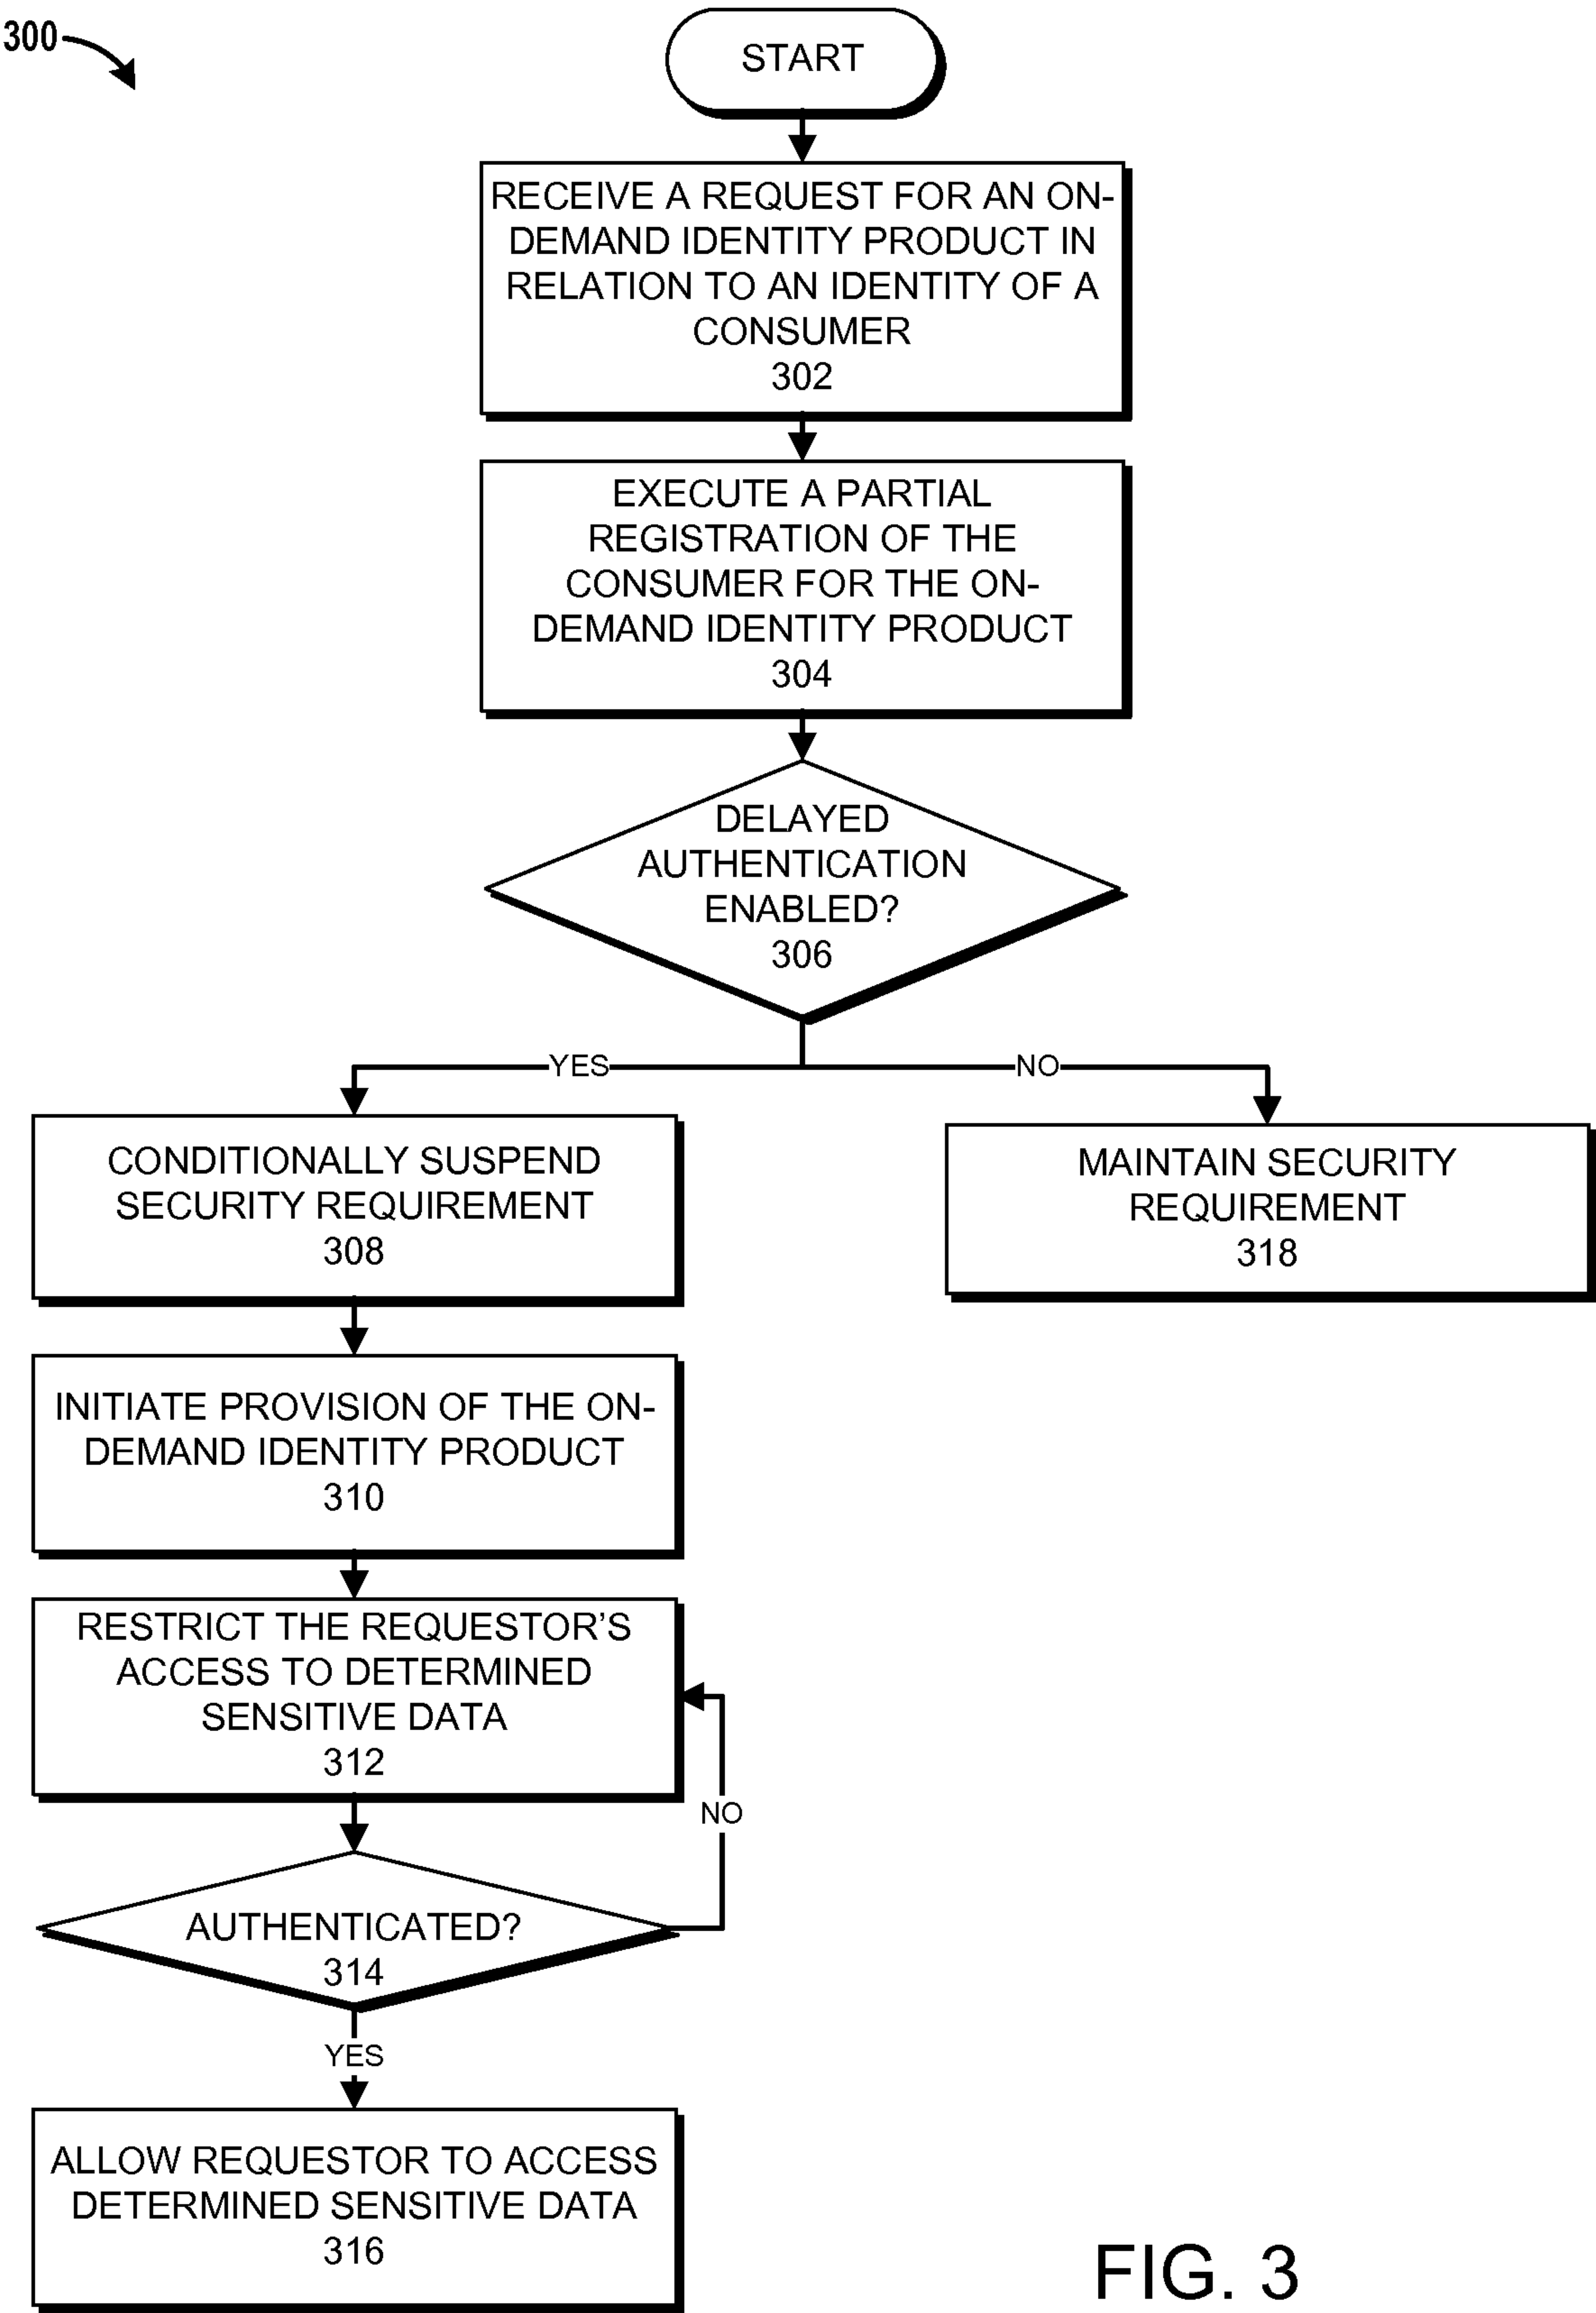 300
START
RECEIVE A REQUEST FOR AN ON-
DEMAND IDENTITY PRODUCT IN
RELATION TO AN IDENTITY OF A
CONSUMER
302
EXECUTE A PARTIAL
REGISTRATION OF THE
CONSUMER FOR THE ON-
DEMAND IDENTITY PRODUCT
304
DELAYED
AUTHENTICATION
ENABLED?
306
YES
NO
CONDITIONALLY SUSPEND
SECURITY REQUIREMENT
308
MAINTAIN SECURITY
REQUIREMENT
318
INITIATE PROVISION OF THE ON-
DEMAND IDENTITY PRODUCT
310
RESTRICT THE REQUESTOR’S
ACCESS TO DETERMINED
SENSITIVE DATA
312
NO
AUTHENTICATED?
314
YES
ALLOW REQUESTOR TO ACCESS
DETERMINED SENSITIVE DATA
316
FIG. 3